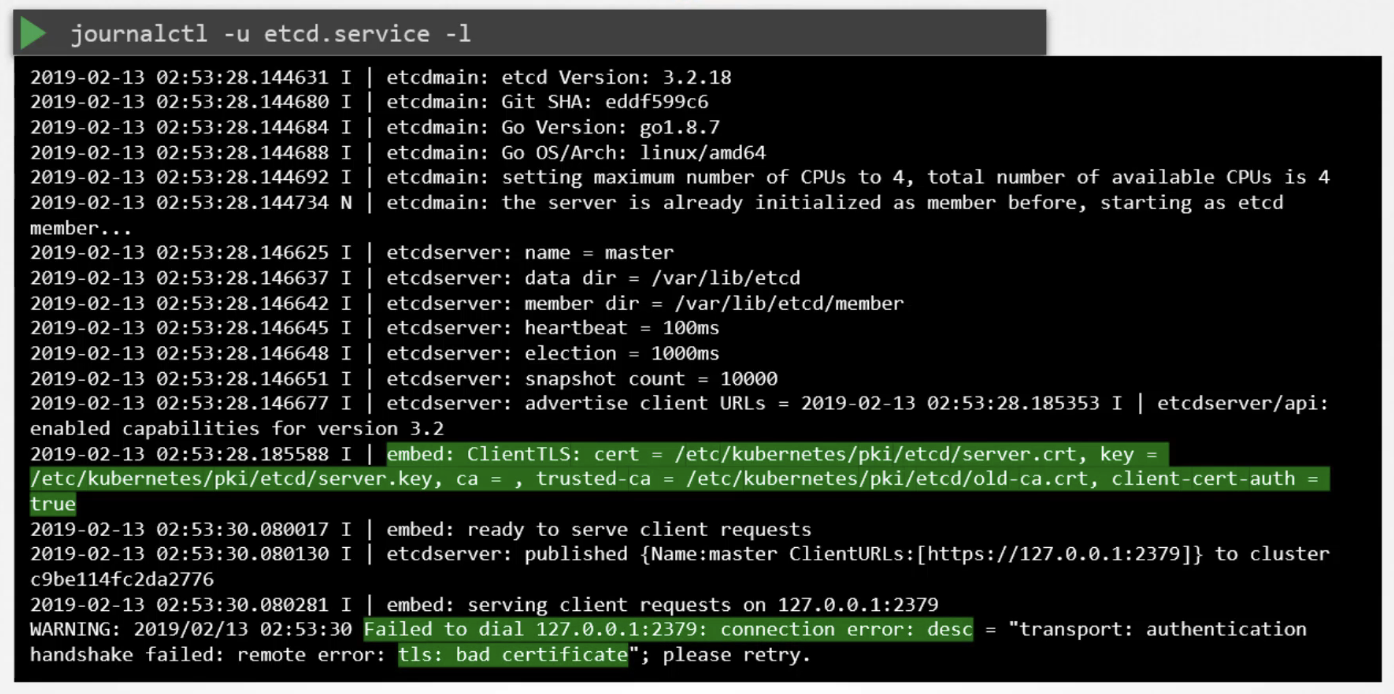 journalctl -u etcd.service -l
2019-02-13 02:53:28.144631 I | etcdmain: etcd Version: 3.2.18
2019-02-13 02:53:28.144680 I | etcdmain: Git SHA: eddf599c6
2019-02-13 02:53:28.144684 I | etcdmain: Go Version: go1.8.7
2019-02-13 02:53:28.144688 I | etcdmain: Go OS/Arch: linux/amd64
2019-02-13 02:53:28.144692 I | etcdmain: setting maximum number of CPUs to 4, total number of available CPUs is 4
2019-02-13 02:53:28.144734 N | etcdmain: the server is already initialized as member before, starting as etcd
member...
2019-02-13 02:53:28.146625 I | etcdserver: name = master
2019-02-13 02:53:28.146637 I | etcdserver: data dir = /var/lib/etcd
2019-02-13 02:53:28.146642 I | etcdserver: member dir = /var/lib/etcd/member
2019-02-13 02:53:28.146645 I | etcdserver: heartbeat = 100ms
2019-02-13 02:53:28.146648 I | etcdserver: election = 1000ms
2019-02-13 02:53:28.146651 I | etcdserver: snapshot count = 10000
2019-02-13 02:53:28.146677 I | etcdserver: advertise client URLs = 2019-02-13 02:53:28.185353 I | etcdserver/api:
enabled capabilities for version 3.2
2019-02-13 02:53:28.185588 I | embed: ClientTLS: cert = /etc/kubernetes/pki/etcd/server.crt, key =
/etc/kubernetes/pki/etcd/server.key, ca = , trusted-ca = /etc/kubernetes/pki/etcd/old-ca.crt, client-cert-auth =
true
2019-02-13 02:53:30.080017 I | embed: ready to serve client requests
2019-02-13 02:53:30.080130 I | etcdserver: published {Name:master ClientURLs:[https://127.0.0.1:2379]} to cluster
c9be114fc2da2776
2019-02-13 02:53:30.080281 I | embed: serving client requests on 127.0.0.1:2379
WARNING: 2019/02/13 02:53:30 Failed to dial 127.0.0.1:2379: connection error: desc = "transport: authentication
handshake failed: remote error: tls: bad certificate"; please retry.